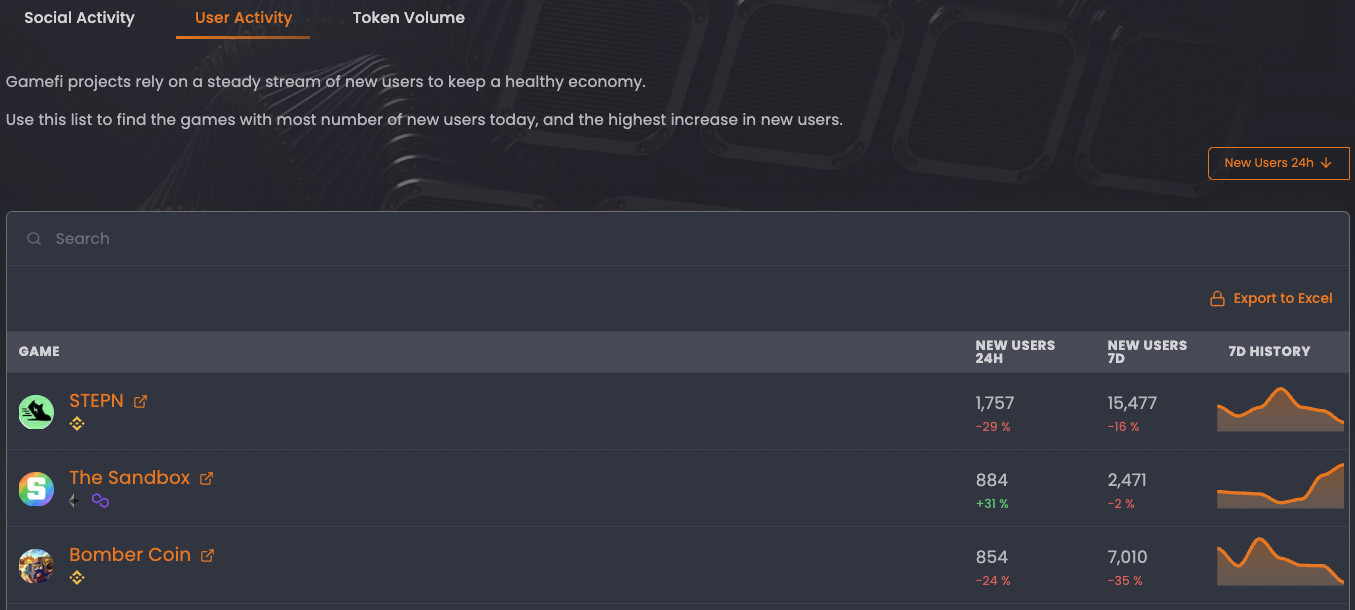 Social Activity User Activity Token Volume
Gamefi projects rely on a steady stream of new users to keep a healthy economy.
Use this list to find the games with most number of new users today, and the highest increase in new users.
New Users 24h ↓
Search
Export to Excel
GAME NEW USERS 24H NEW USERS 7D 7D HISTORY
STEPN 1,757 15,477
-29 % -16 %
The Sandbox 884 2,471
+31 % -2 %
Bomber Coin 854 7,010
-24 % -35 %